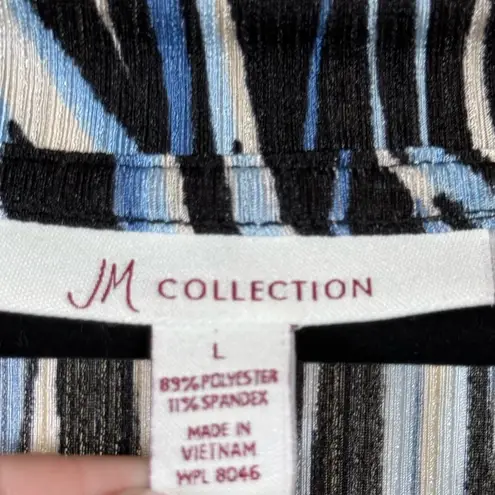 JM COLLECTION
L
89% POLYESTER
11% SPANDEX
MADE IN
VIETNAM
WPL 8046